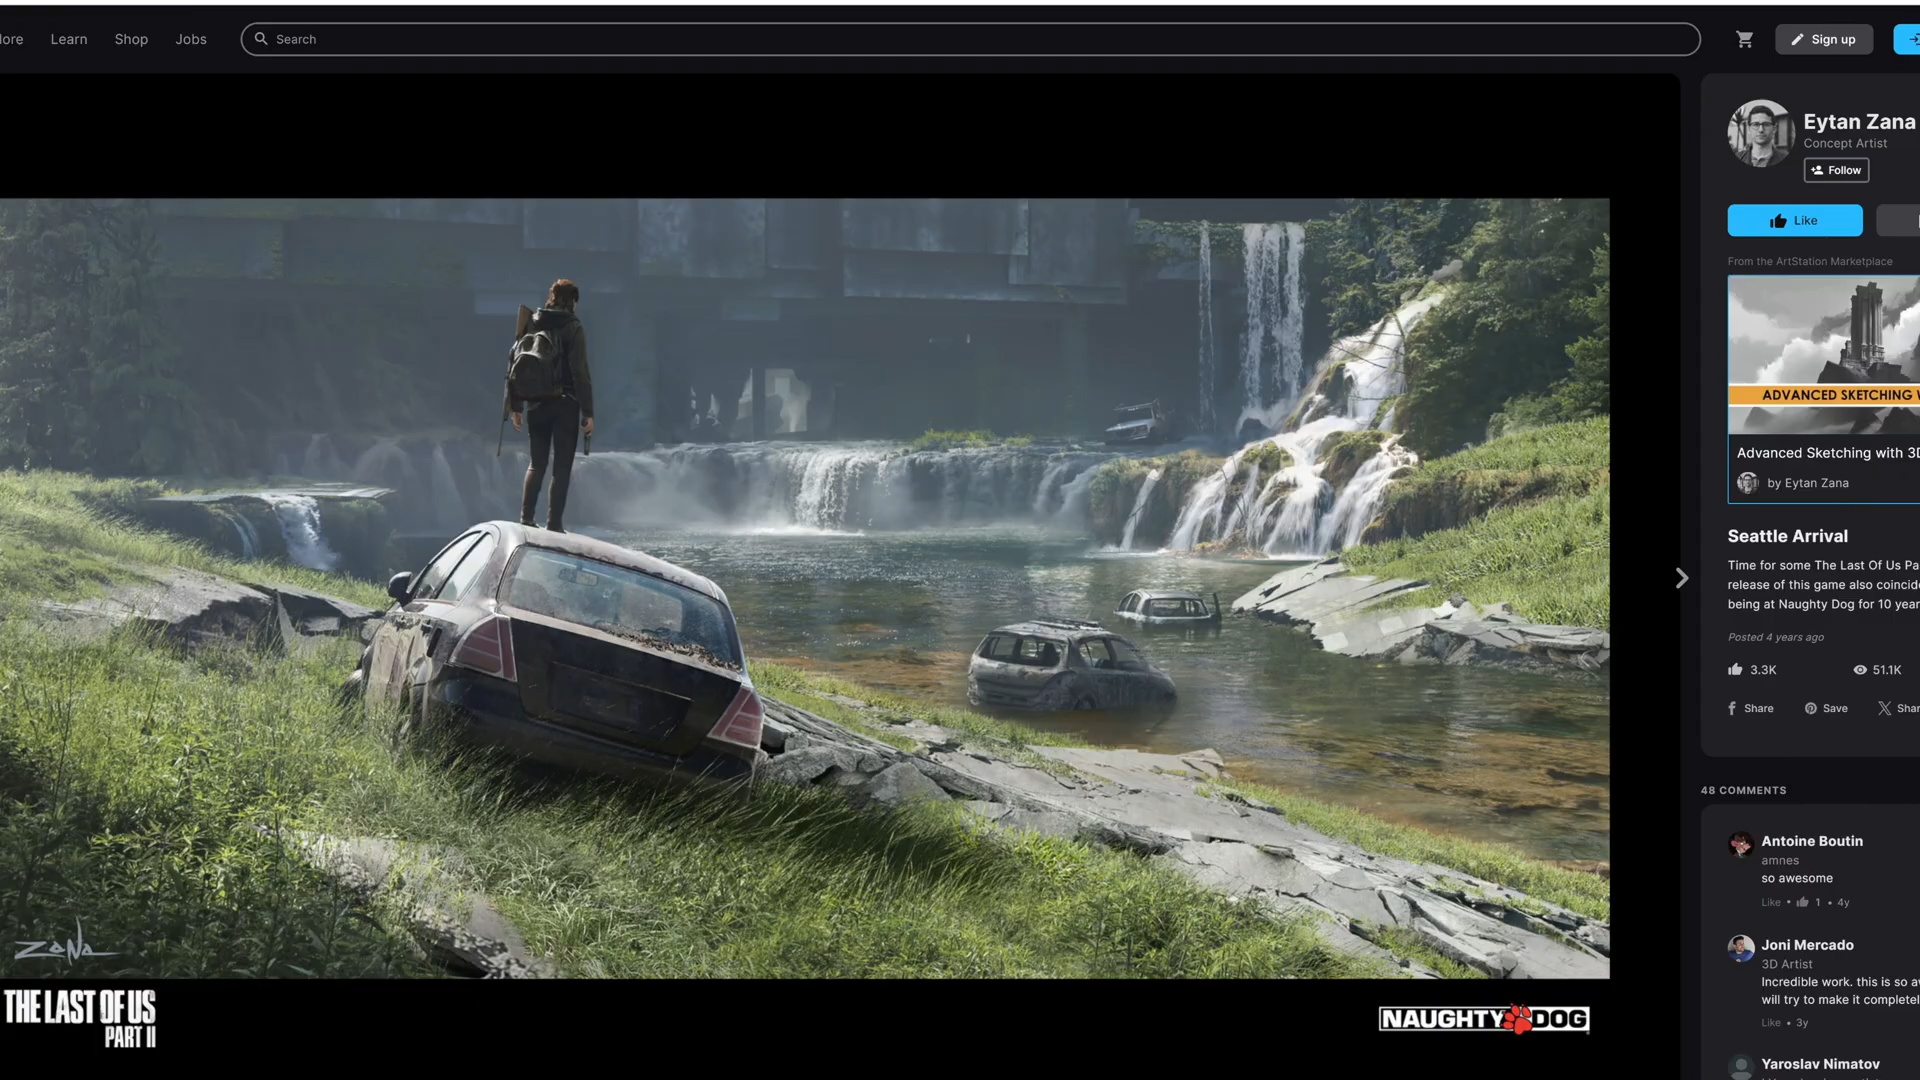 Learn
Shop
Jobs
Search
Sign up
Eytan Zana
Concept Artist
Follow
Like
From the ArtStation Marketplace
ADVANCED SKETCHING
Advanced Sketching with 3D
by Eytan Zana
Seattle Arrival
Time for some The Last Of Us Pa
release of this game also coincid
being at Naughty Dog for 10 year
Posted 4 years ago
3.3K
51.1K
Share
Save
Shar
48 COMMENTS
Antoine Boutin
amnes
so awesome
Like • 1 • 4y
Joni Mercado
3D Artist
Incredible work. this is so a
will try to make it completel
Like • 3y
Yaroslav Nimatov
ZANA
THE LAST OF US
PART II
NAUGHTY DOG